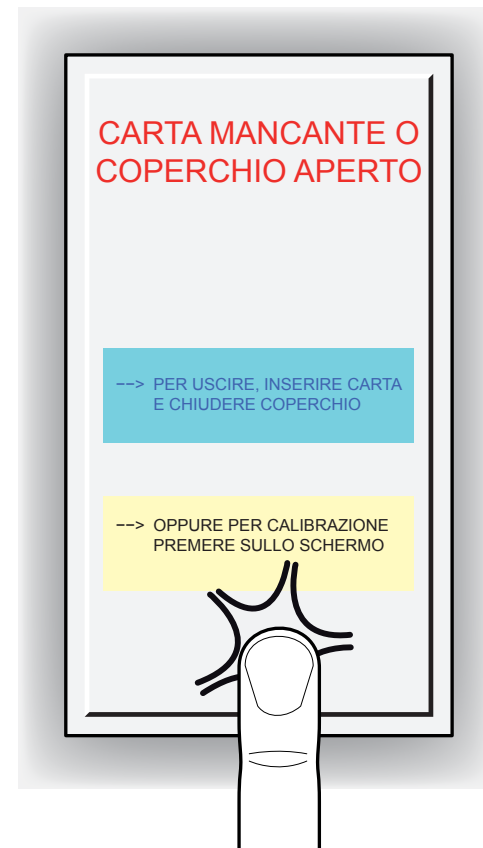 CARTA MANCANTE O
COPERCHIO APERTO
--> PER USCIRE, INSERIRE CARTA
E CHIUDERE COPERCHIO
--> OPPURE PER CALIBRAZIONE
PREMERE SULLO SCHERMO